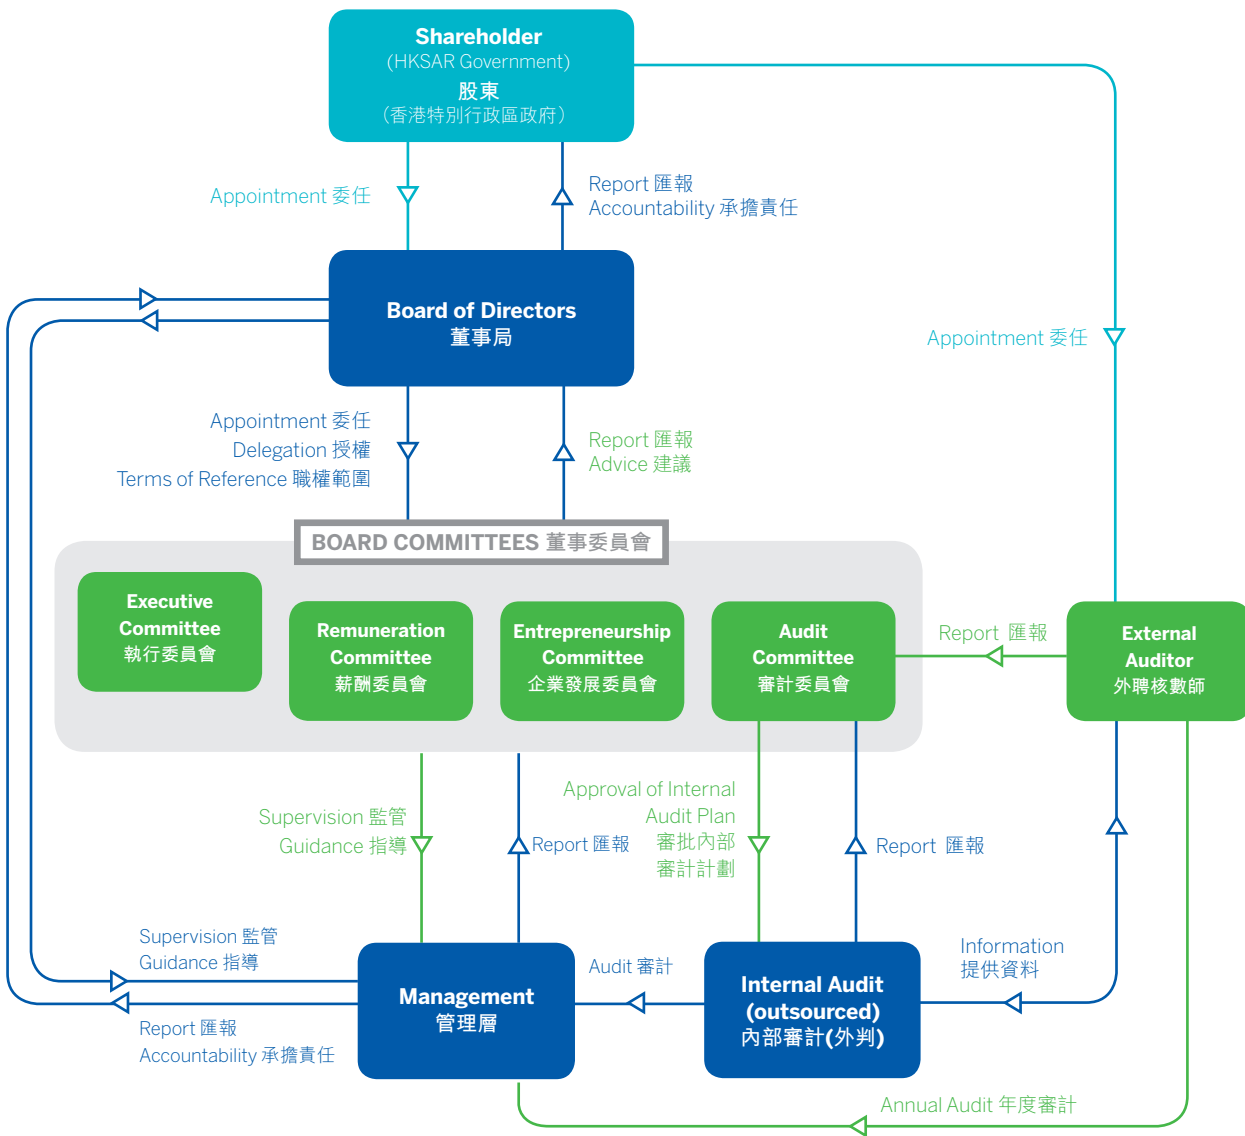 Shareholder
(HKSAR Government)
股東
（香港特別行政區政府）
Appointment 委任
Report 匯報
Accountability 承擔責任
Board of Directors
董事局
Appointment 委任
Appointment 委任
Delegation 授權
Terms of Reference 職權範圍
Report 匯報
Advice 建議
BOARD COMMITTEES 董事委員會
Executive
Committee
執行委員會
Remuneration
Committee
薪酬委員會
Entrepreneurship
Committee
企業發展委員會
Audit
Committee
審計委員會
Report 匯報
External
Auditor
外聘核數師
Supervision 監管
Guidance 指導
Report 匯報
Approval of Internal
Audit Plan
審批內部
審計計劃
Report 匯報
Supervision 監管
Guidance 指導
Report 匯報
Accountability 承擔責任
Management
管理層
Audit 審計
Internal Audit
(outsourced)
內部審計(外判)
Information
提供資料
Annual Audit 年度審計